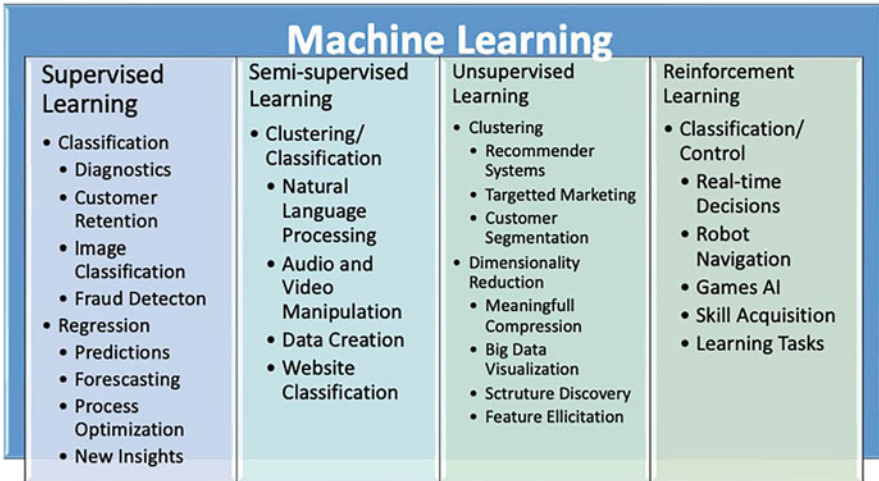 Machine Learning
Supervised
Learning
• Classification
• Diagnostics
• Customer
Retention
• Image
Classification
• Fraud Detecton
• Regression
• Predictions
• Forescasting
• Process
Optimization
• New Insights
Semi-supervised
Learning
• Clustering/
Classification
• Natural
Language
Processing
• Audio and
Video
Manipulation
• Data Creation
• Website
Classification
Unsupervised
Learning
• Clustering
• Recommender
Systems
• Targetted Marketing
• Customer
Segmentation
• Dimensionality
Reduction
• Meaningfull
Compression
• Big Data
Visualization
• Sctruture Discovery
• Feature Ellicitation
Reinforcement
Learning
• Classification/
Control
• Real-time
Decisions
• Robot
Navigation
• Games AI
• Skill Acquisition
• Learning Tasks